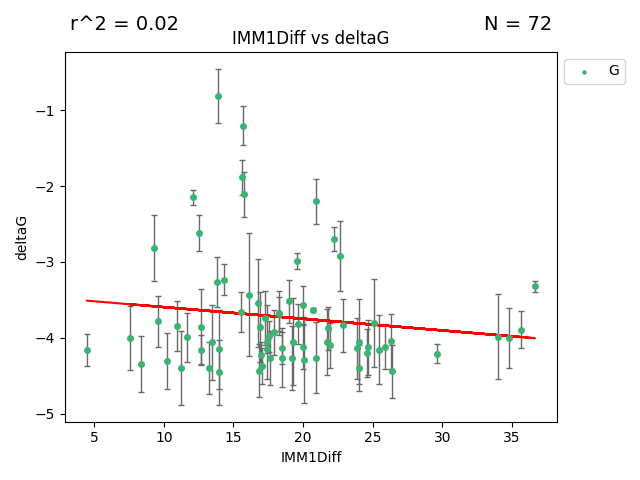 r^2 = 0.02
N = 72
IMM1Diff vs deltaG
G
deltaG
−1
−2
−3
−4
−5
5 10 15 20 25 30 35
IMM1Diff